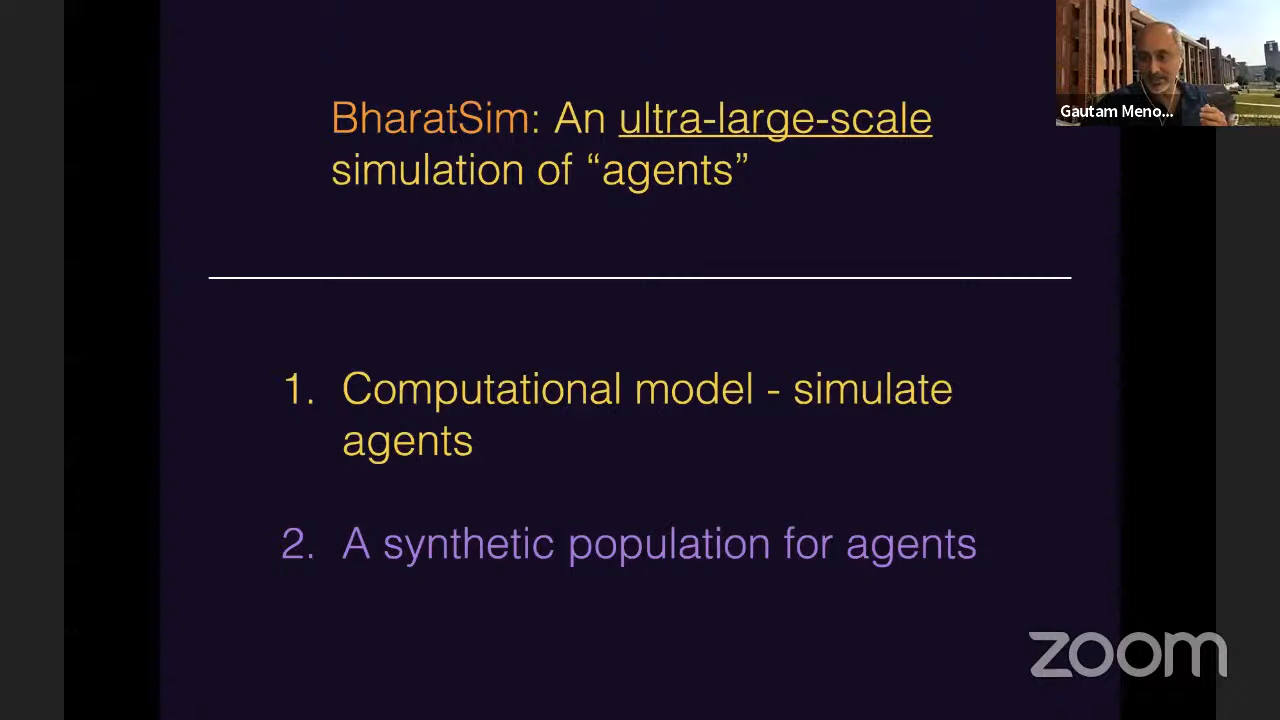 BharatSim: An ultra-large-scale
simulation of “agents”
1. Computational model - simulate
agents
2. A synthetic population for agents
Gautam Meno...
zoom